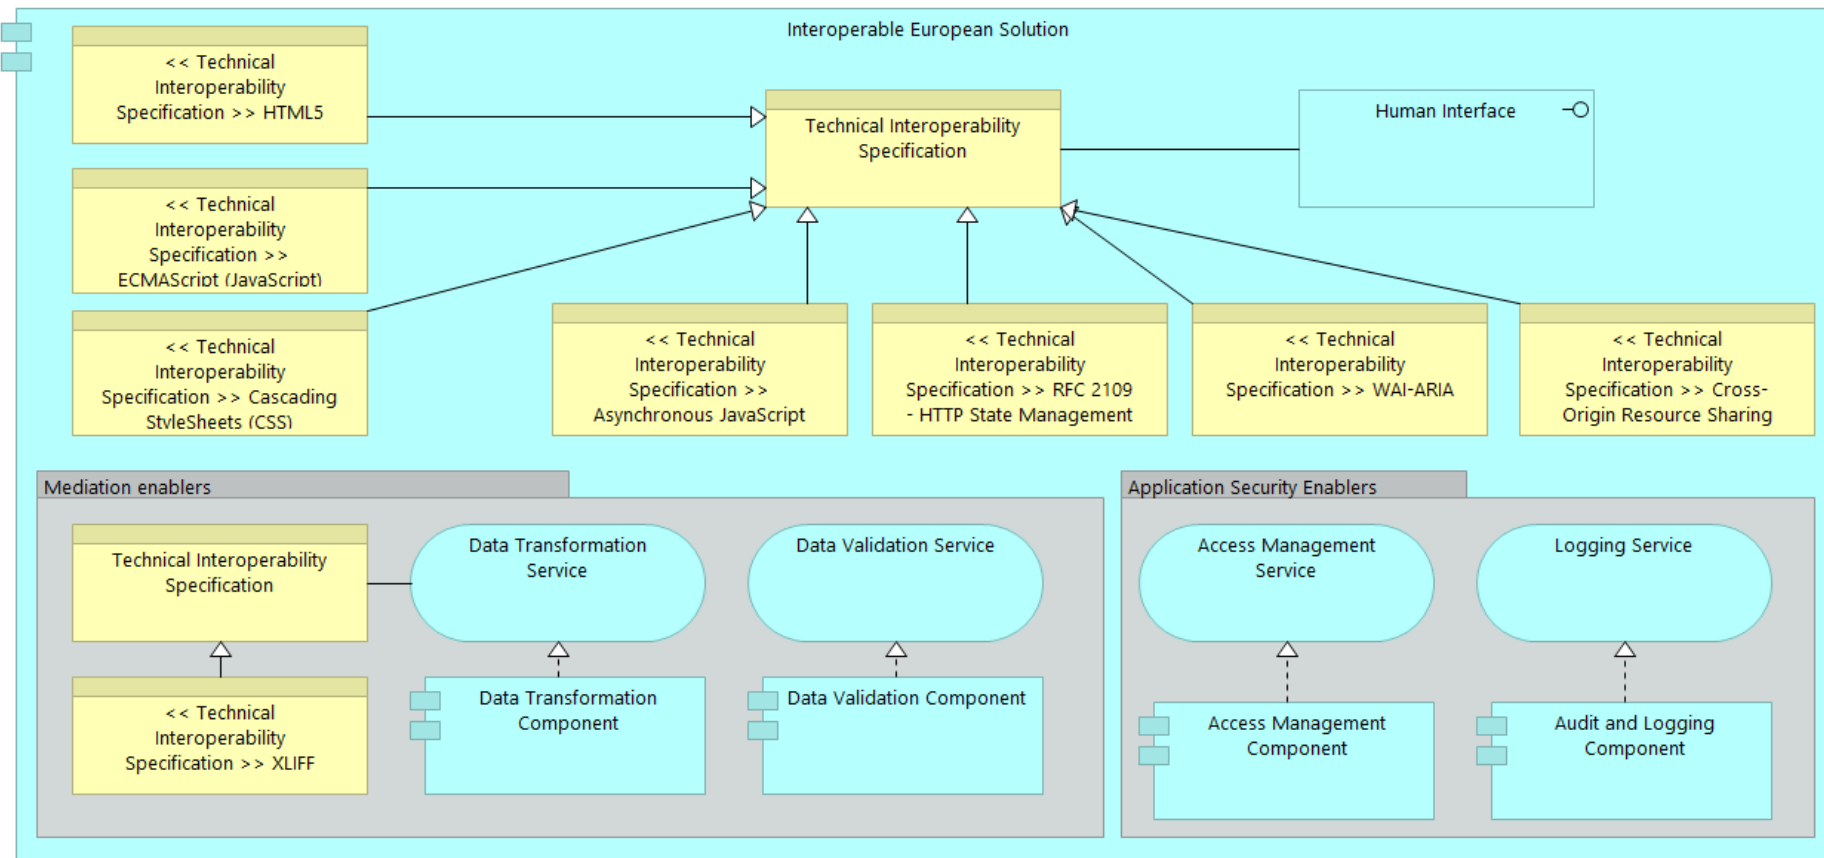 Interoperable European Solution
<< Technical
Interoperability
Specification >> HTML5
Technical Interoperability
Specification
Human Interface
<< Technical
Interoperability
Specification >>
ECMAScript (JavaScript)
<< Technical
Interoperability
Specification >> Cascading
StyleSheets (CSS)
<< Technical
Interoperability
Specification >>
Asynchronous JavaScript
<< Technical
Interoperability
Specification >> RFC 2109
- HTTP State Management
<< Technical
Interoperability
Specification >> WAI-ARIA
<< Technical
Interoperability
Specification >> Cross-
Origin Resource Sharing
Mediation enablers
Technical Interoperability
Specification
Data Transformation
Service
Data Validation Service
<< Technical
Interoperability
Specification >> XLIFF
Data Transformation
Component
Data Validation Component
Application Security Enablers
Access Management
Service
Logging Service
Access Management
Component
Audit and Logging
Component